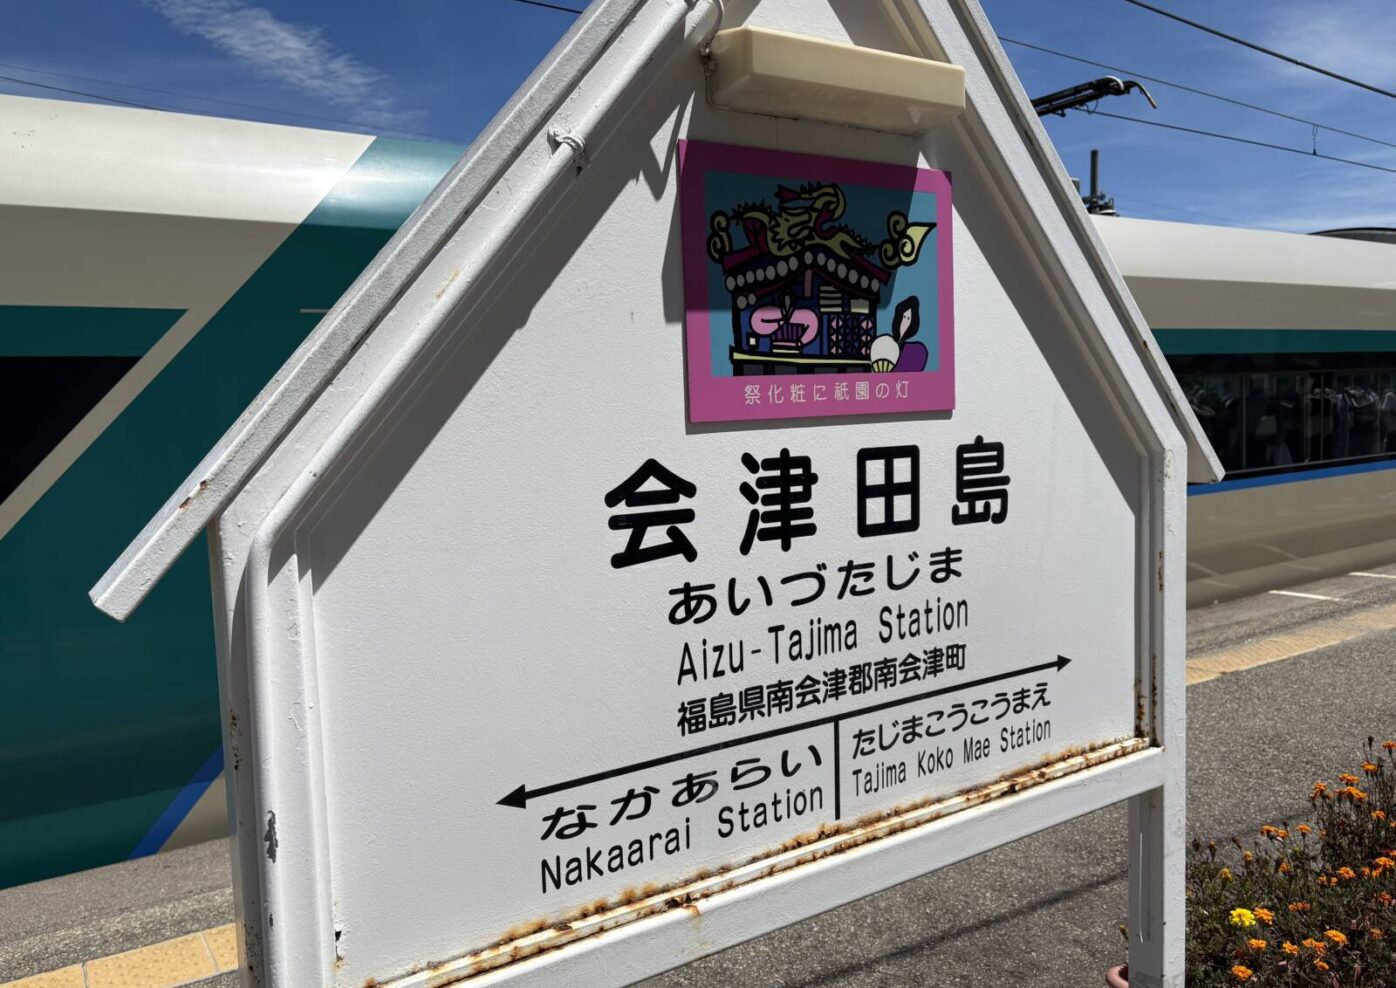 祭化粧に祇園の灯
会津田島
あいづたじま
Aizu-Tajima Station
福島県南会津郡南会津町
なかあらい
Nakaarai Station
たじまこうこうまえ
Tajima Koko Mae Station